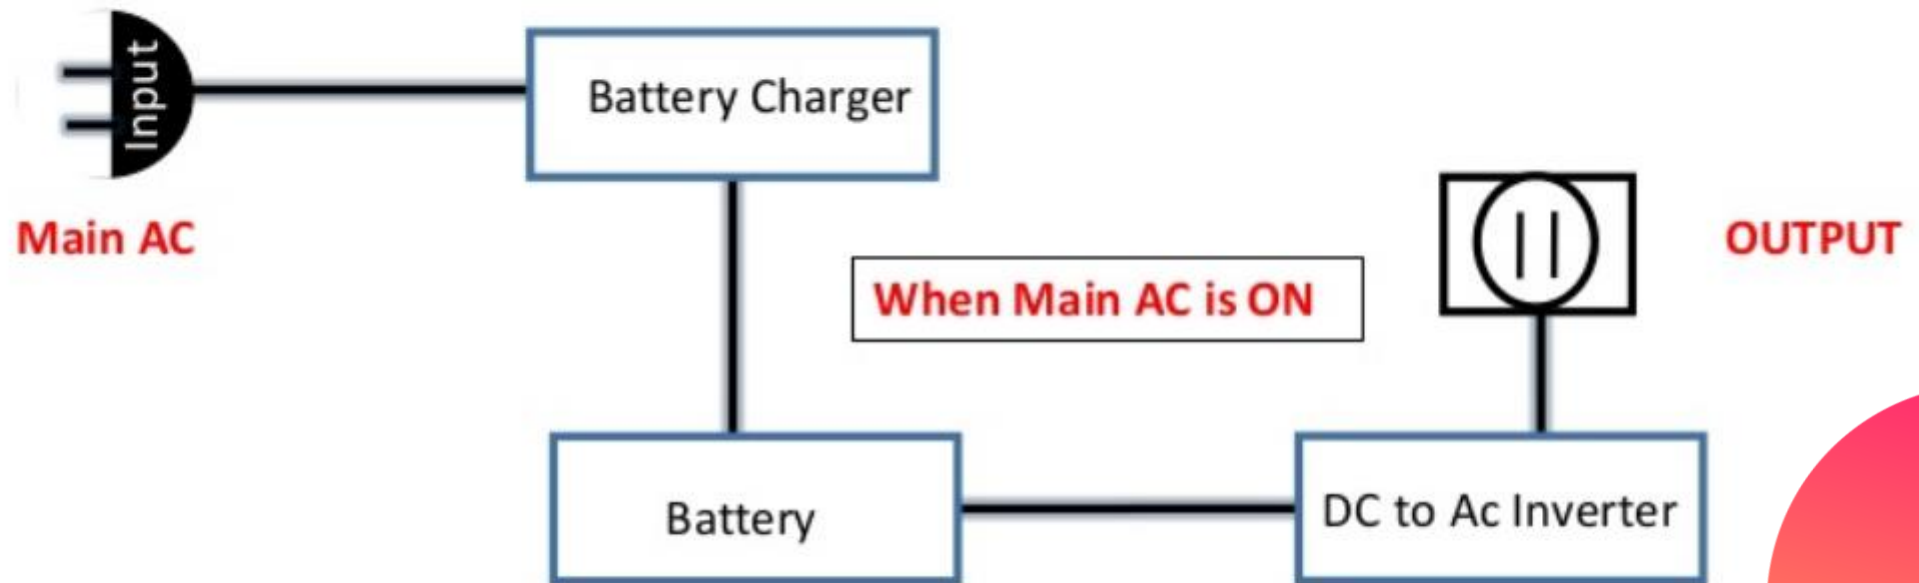 Input
Battery Charger
Main AC
OUTPUT
When Main AC is ON
Battery
DC to Ac Inverter